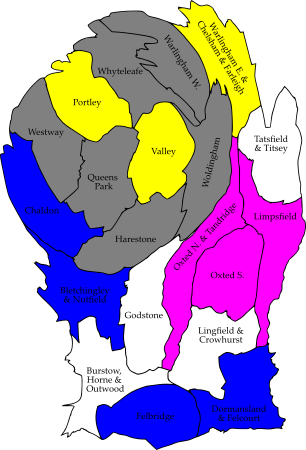 Warlingham E. &
Chelsham & Farleigh
Warlingham W.
Whyteleafe
Portley
Westway
Valley
Tatsfield
& Titsey
Woldingham
Queens
Park
Chaldon
Limpsfield
Harestone
Oxted N. & Tandridge
Oxted S.
Bletchingley
& Nutfield
Godstone
Lingfield &
Crowhurst
Burstow,
Horne &
Outwood
Felbridge
Dormansland
& Felcourt